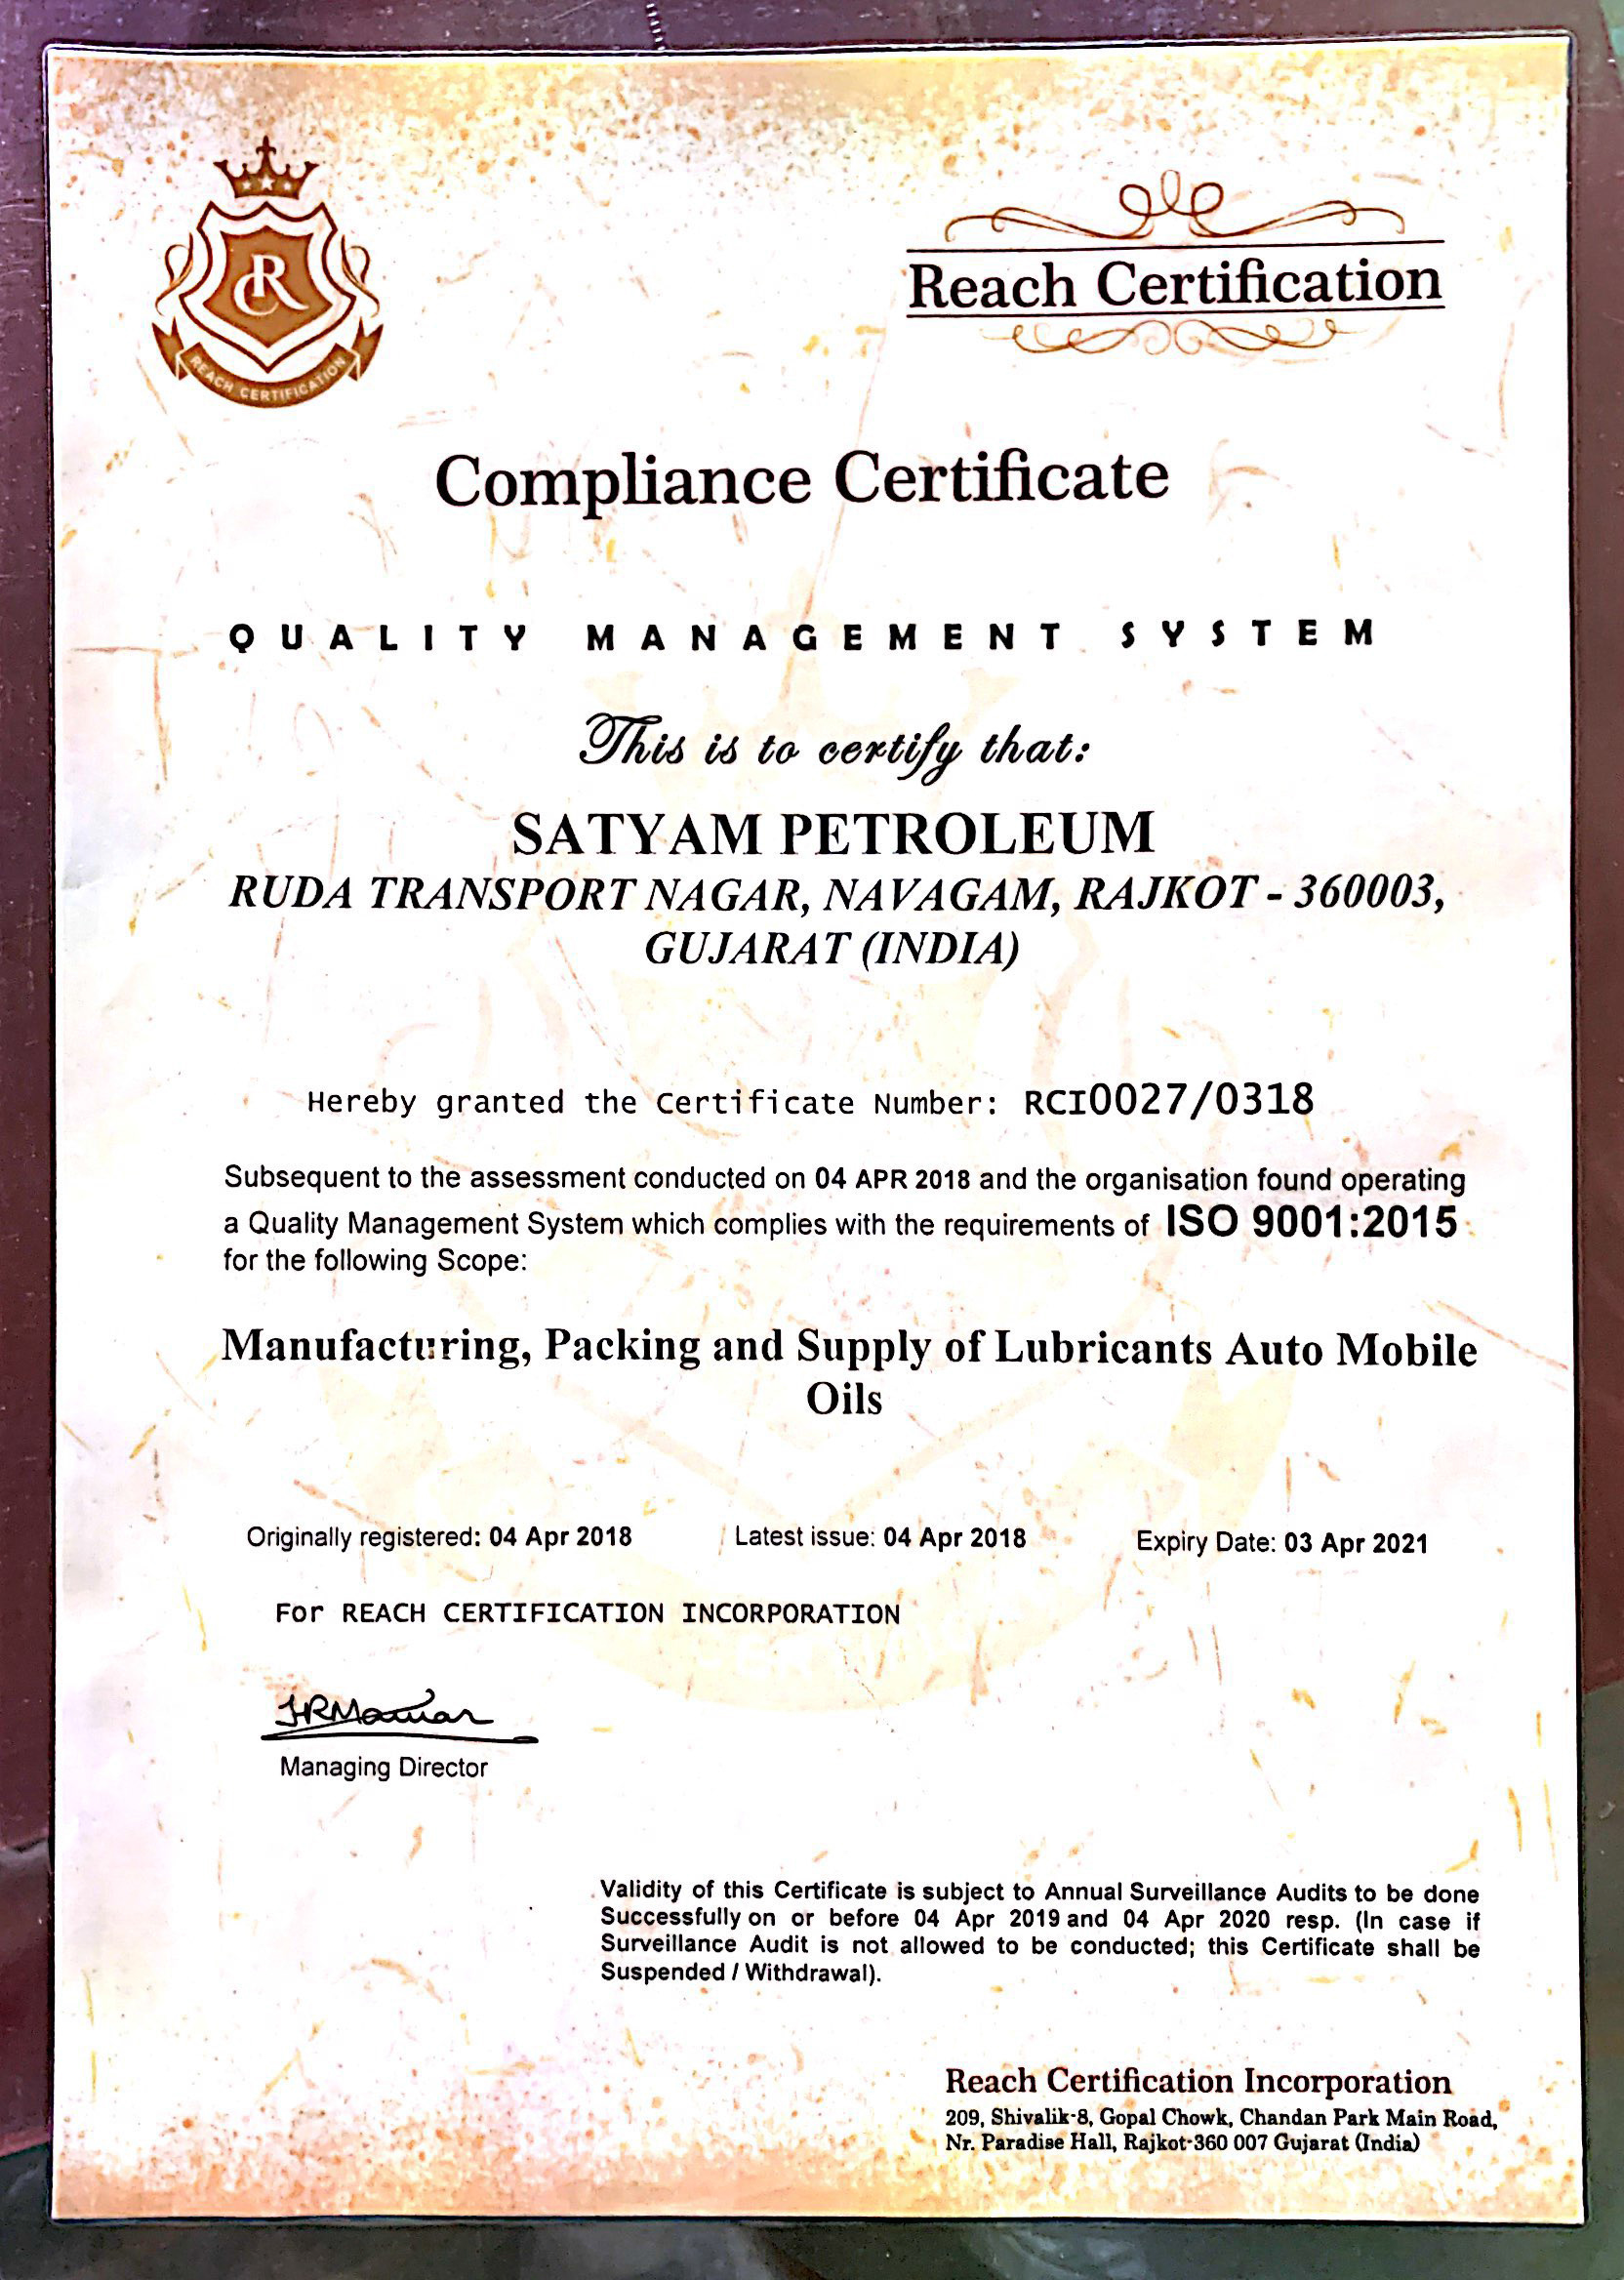 RC
REACH CERTIFICATION
Reach Certification
Compliance Certificate
QUALITY MANAGEMENT SYSTEM
This is to certify that:
SATYAM PETROLEUM
RUDA TRANSPORT NAGAR, NAVAGAM, RAJKOT - 360003,
GUJARAT (INDIA)
Hereby granted the Certificate Number: RCI0027/0318
Subsequent to the assessment conducted on 04 APR 2018 and the organisation found operating
a Quality Management System which complies with the requirements of ISO 9001:2015
for the following Scope:
Manufacturing, Packing and Supply of Lubricants Auto Mobile
Oils
Originally registered: 04 Apr 2018 Latest issue: 04 Apr 2018 Expiry Date: 03 Apr 2021
For REACH CERTIFICATION INCORPORATION
Managing Director
Validity of this Certificate is subject to Annual Surveillance Audits to be done
Successfully on or before 04 Apr 2019 and 04 Apr 2020 resp. (In case if
Surveillance Audit is not allowed to be conducted; this Certificate shall be
Suspended / Withdrawal).
Reach Certification Incorporation
209, Shivalik-8, Gopal Chowk, Chandan Park Main Road,
Nr. Paradise Hall, Rajkot-360 007 Gujarat (India)